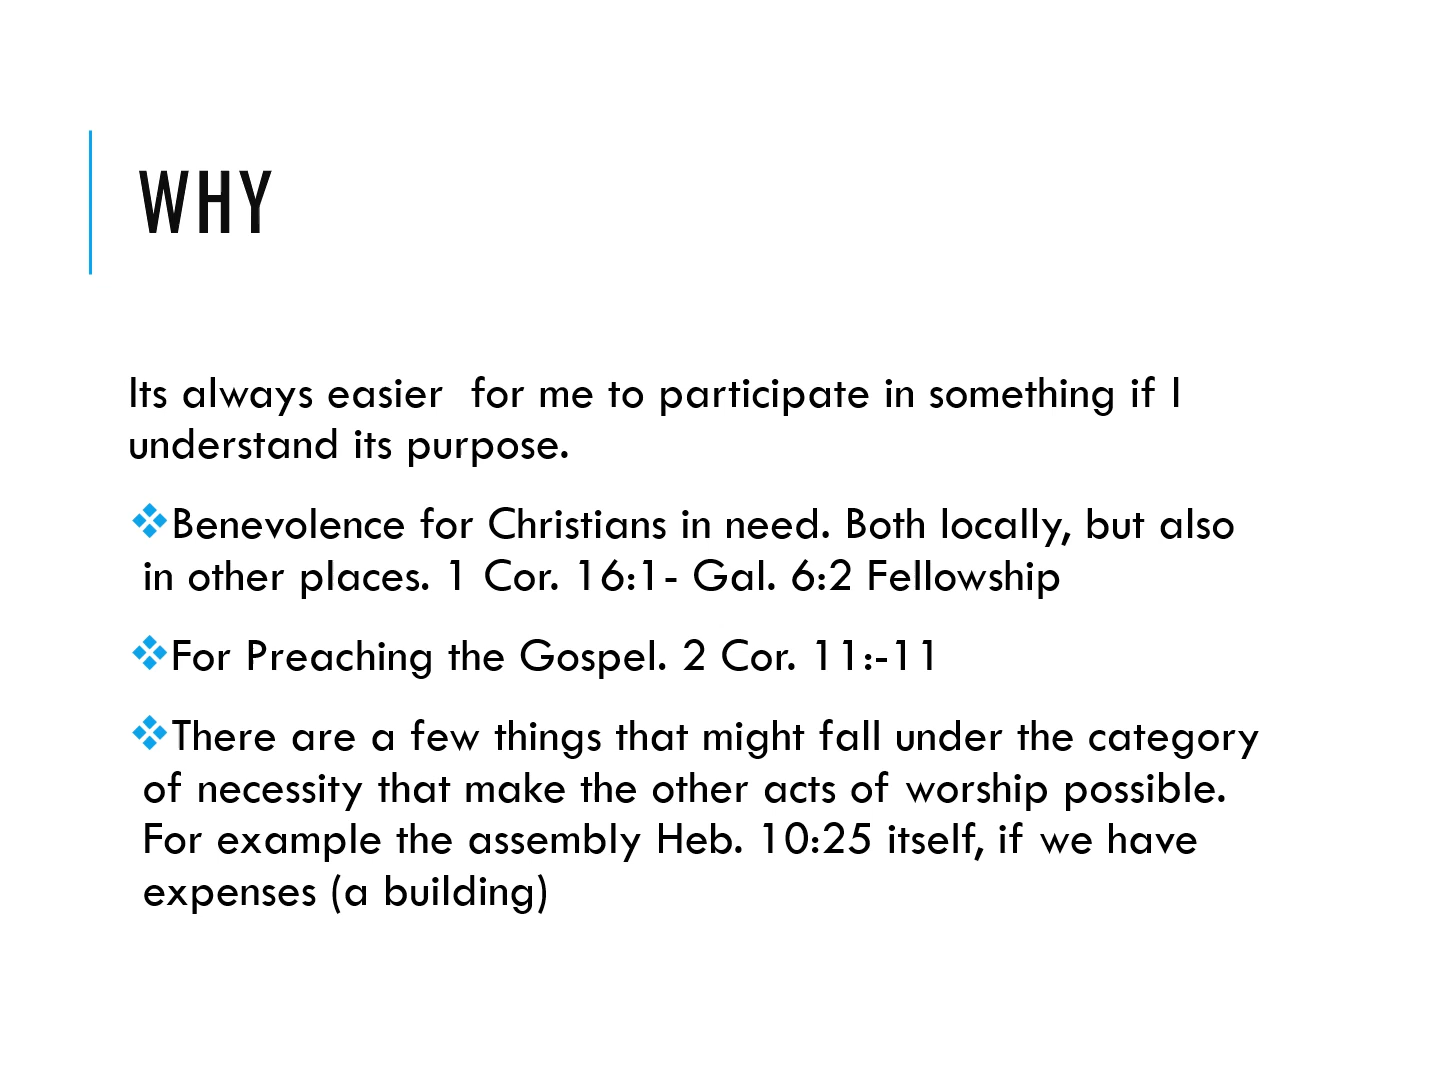 WHY
Its always easier  for me to participate in something if I
understand its purpose.
❖Benevolence for Christians in need. Both locally, but also
in other places. 1 Cor. 16:1- Gal. 6:2 Fellowship
❖For Preaching the Gospel. 2 Cor. 11:-11
❖There are a few things that might fall under the category
of necessity that make the other acts of worship possible.
For example the assembly Heb. 10:25 itself, if we have
expenses (a building)